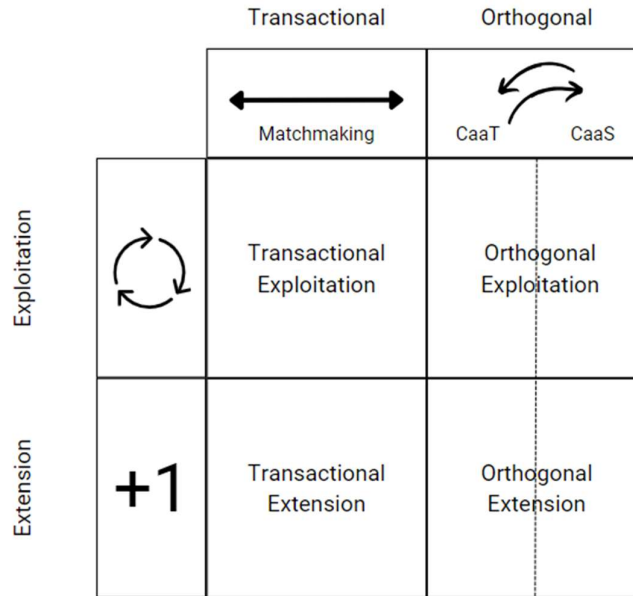 Transactional
Orthogonal
Matchmaking
CaaT
CaaS
Exploitation
Transactional
Exploitation
Orthogonal
Exploitation
Extension
+1
Transactional
Extension
Orthogonal
Extension